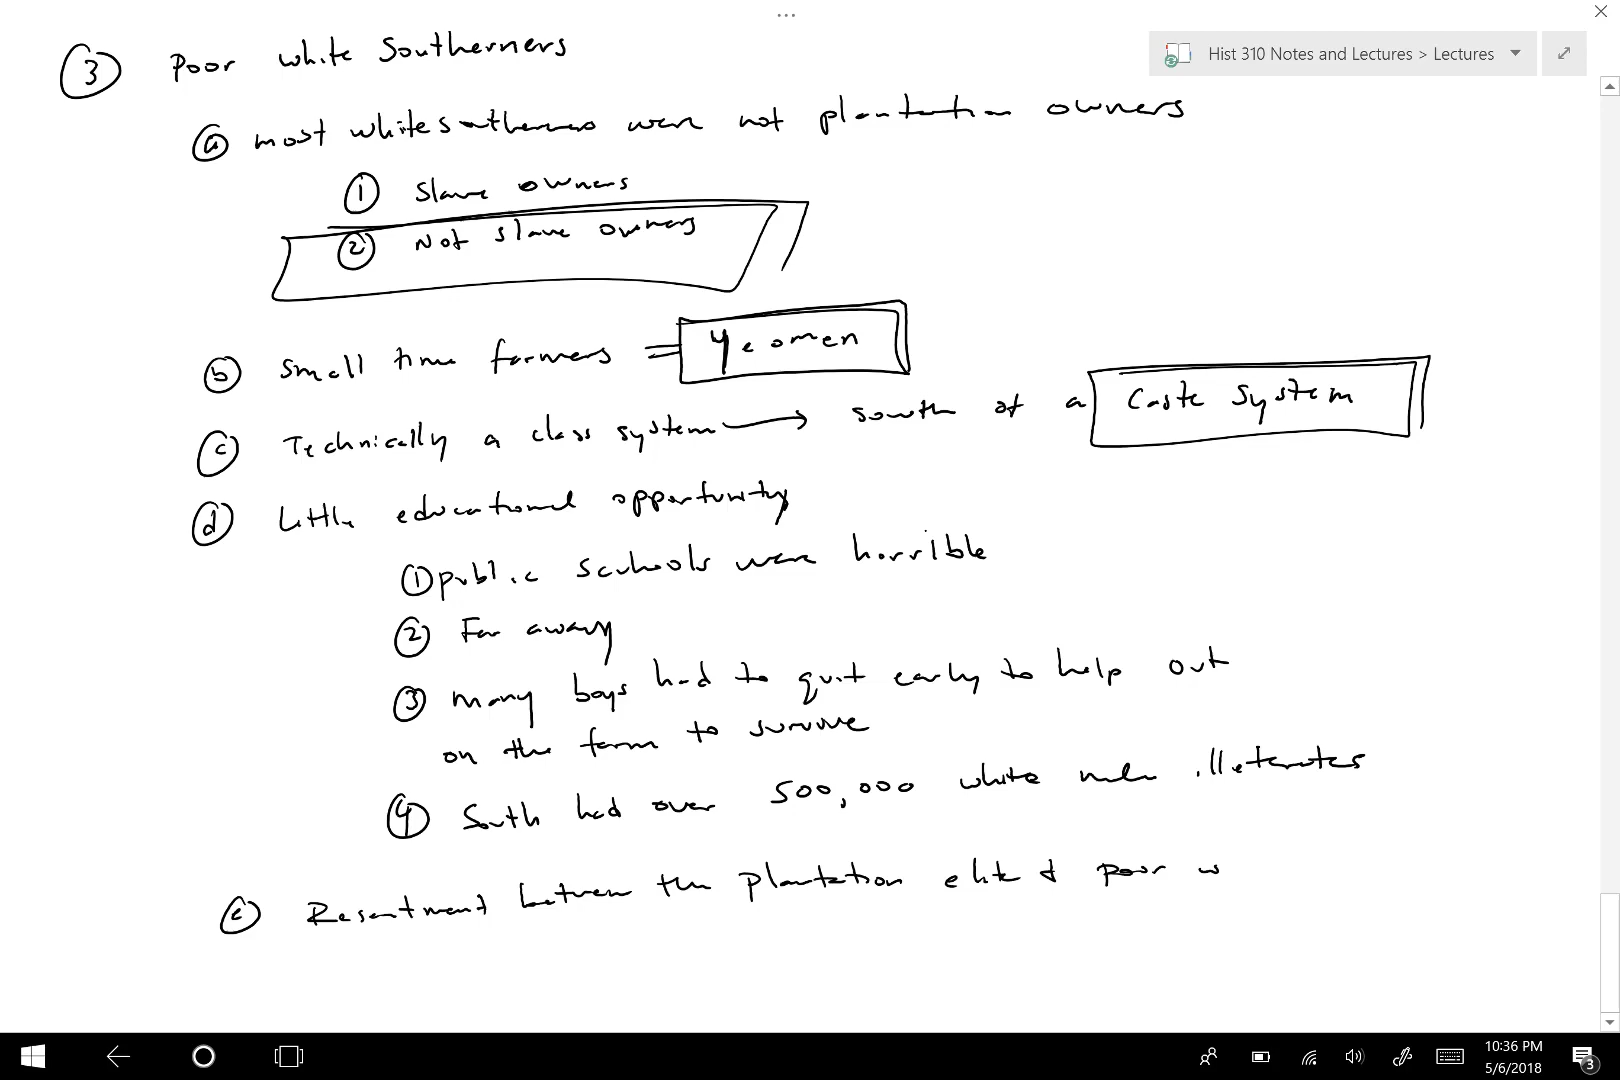 ...
Hist 310 Notes and Lectures > Lectures
③ Poor white Southerners
ⓐ most white southerners were not plantation owners
① Slave owners
② Not slave owners
ⓑ Small time farmers = Yeomen
ⓒ Technically a class system → south of a Caste System
ⓓ Little educational opportunity
① public schools were horrible
② Far away
③ Many boys had to quit early to help out
on the farm to survive
④ South had over 500,000 white male illeterates
ⓔ Resentment between the plantation elite & poor w
10:36 PM
5/6/2018
3